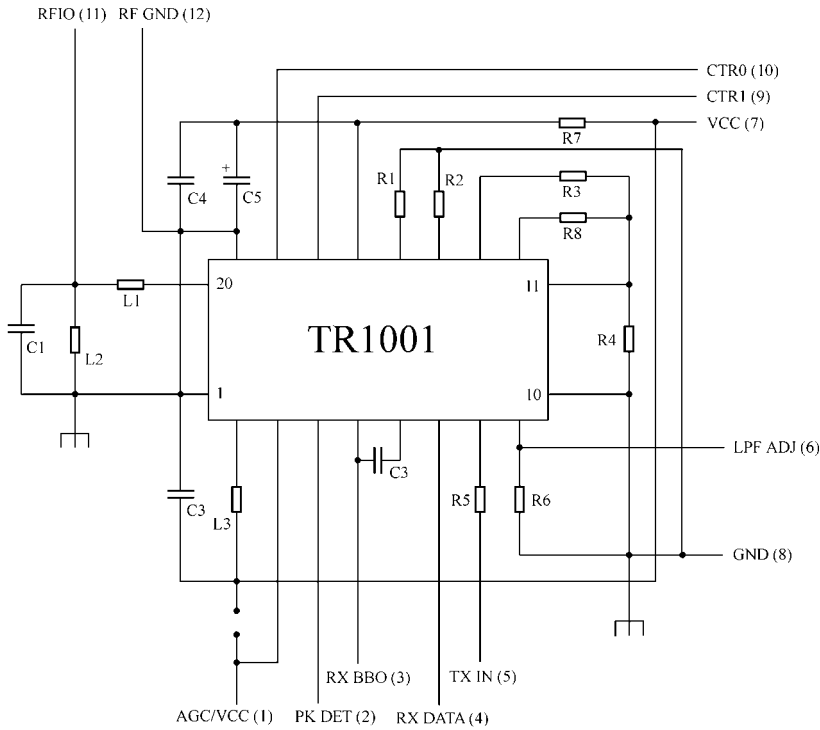 RFIO (11) RF GND (12)
CTR0 (10)
CTR1 (9)
VCC (7)
R7
+
R1 R2 R3
C4 C5
R8
20 11
L1
TR1001
C1 L2 R4
1 10
LPF ADJ (6)
C3
C3 L3 R5 R6
GND (8)
RX BBO (3) TX IN (5)
AGC/VCC (1) PK DET (2) RX DATA (4)